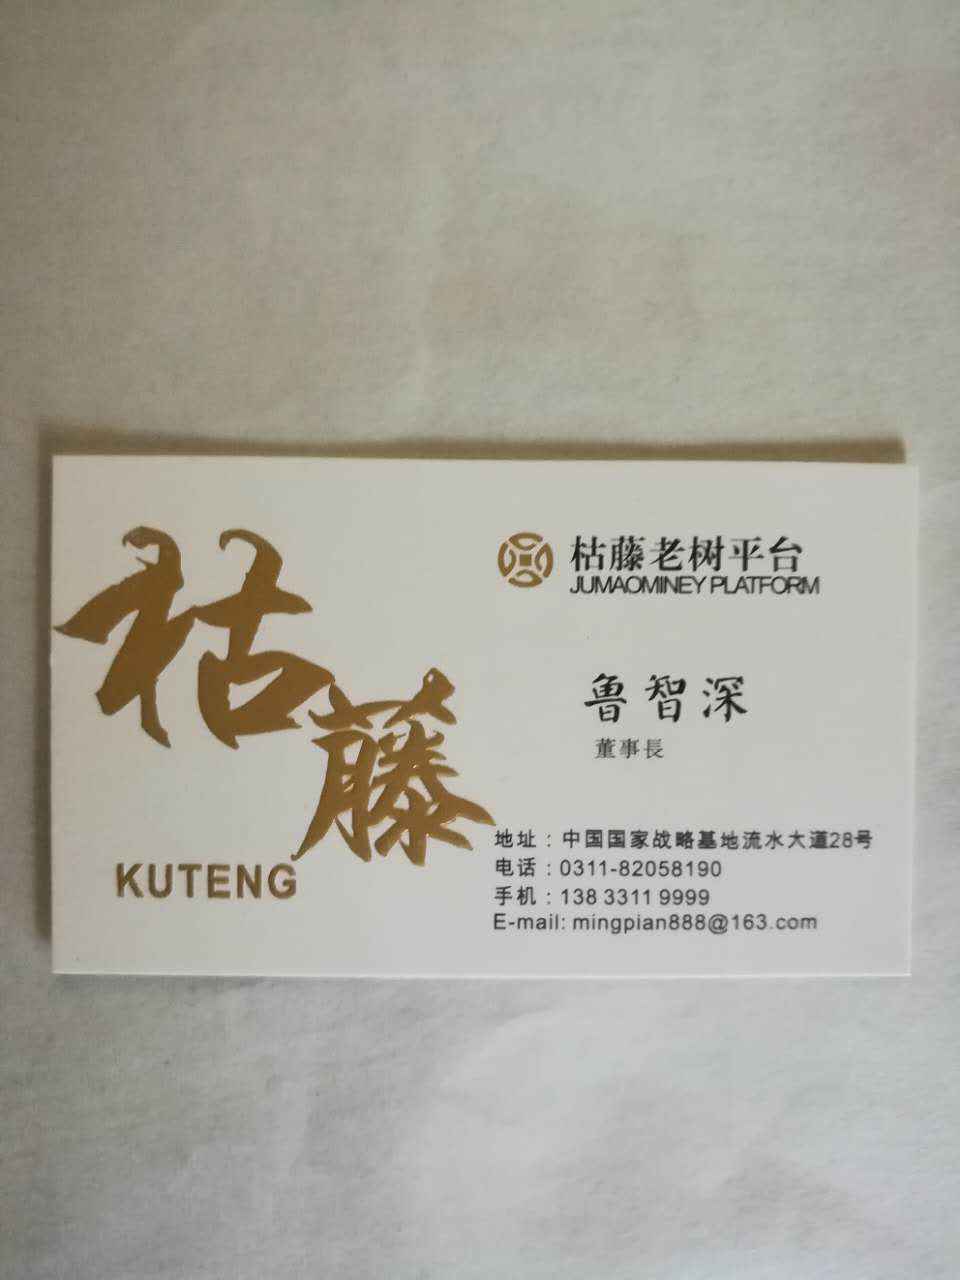 枯藤
KUTENG
枯藤老树平台
JUMAOMINEY PLATFORM
鲁智深
董事長
地址：中国国家战略基地流水大道28号
电话：0311-82058190
手机：138 3311 9999
E-mail: mingpian888@163.com